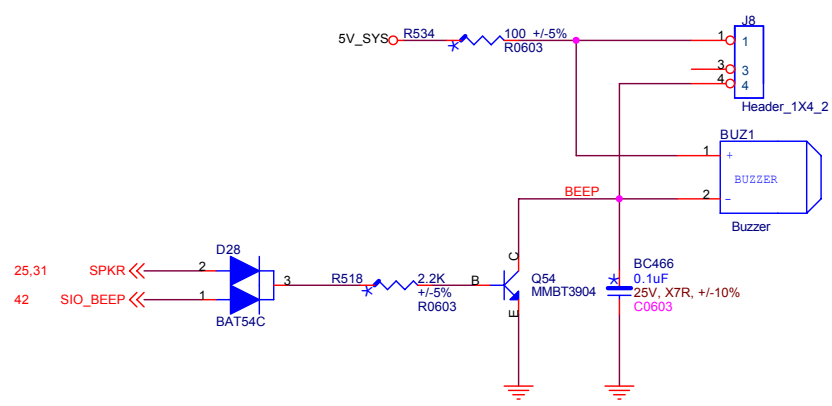 J8
5V_SYS R534 100 +/-5% 1 1
R0603
3 3
4 4
Header_1X4_2
BUZ1
1 +
BUZZER
BEEP 2 -
Buzzer
D28
25,31 SPKR 2
3 R518 2.2K B C Q54
MMBT3904
BC466
0.1uF
42 SIO_BEEP 1
+/-5%
R0603
25V, X7R, +/-10%
BAT54C
E
C0603